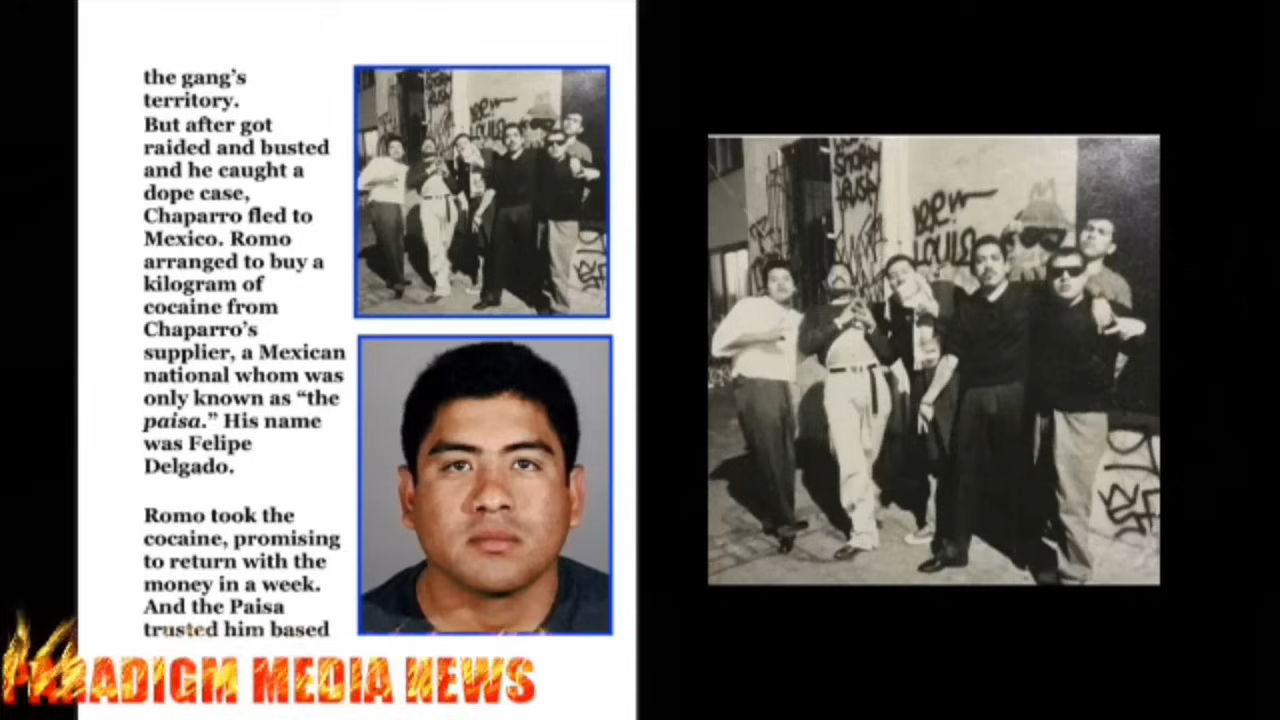 the gang's
territory.
But after got
raided and busted
and he caught a
dope case,
Chaparro fled to
Mexico. Romo
arranged to buy a
kilogram of
cocaine from
Chaparro's
supplier, a Mexican
national whom was
only known as “the
paisa.” His name
was Felipe
Delgado.
Romo took the
cocaine, promising
to return with the
money in a week.
And the Paisa
trusted him based
PARADIGM MEDIA NEWS